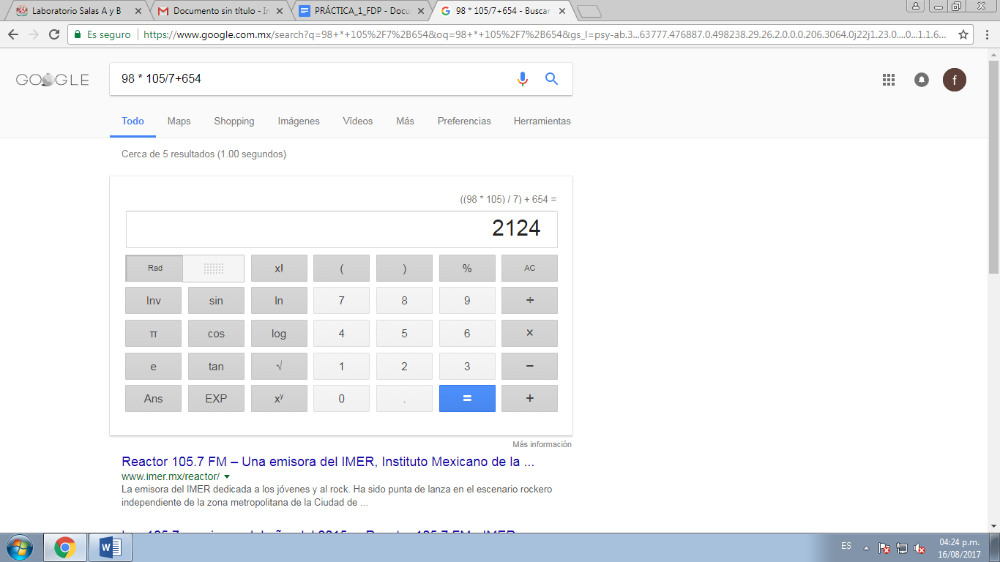 Laboratorio Salas A y B
Documento sin título - In
PRÁCTICA_1_FDP - Docu
98 * 105/7+654 - Buscar
Es seguro
https://www.google.com.mx/search?q=98+*+105%2F7%2B654&oq=98+*+105%2F7%2B654&gs_l=psy-ab.3...63777.476887.0.498238.29.26.2.0.0.0.206.3064.0j22j1.23.0....0...1.1.6...
GOOGLE
98 * 105/7+654
f
Todo Maps Shopping Imágenes Vídeos Más Preferencias Herramientas
Cerca de 5 resultados (1.00 segundos)
((98 * 105) / 7) + 654 =
2124
Rad x! ( ) % AC
Inv sin ln 7 8 9 ÷
π cos log 4 5 6 ×
e tan √ 1 2 3 −
Ans EXP xʸ 0 . = +
Más información
Reactor 105.7 FM – Una emisora del IMER, Instituto Mexicano de la ...
www.imer.mx/reactor/
La emisora del IMER dedicada a los jóvenes y al rock. Ha sido punta de lanza en el escenario rockero
independiente de la zona metropolitana de la Ciudad de ...
ES
04:24 p.m.
16/08/2017